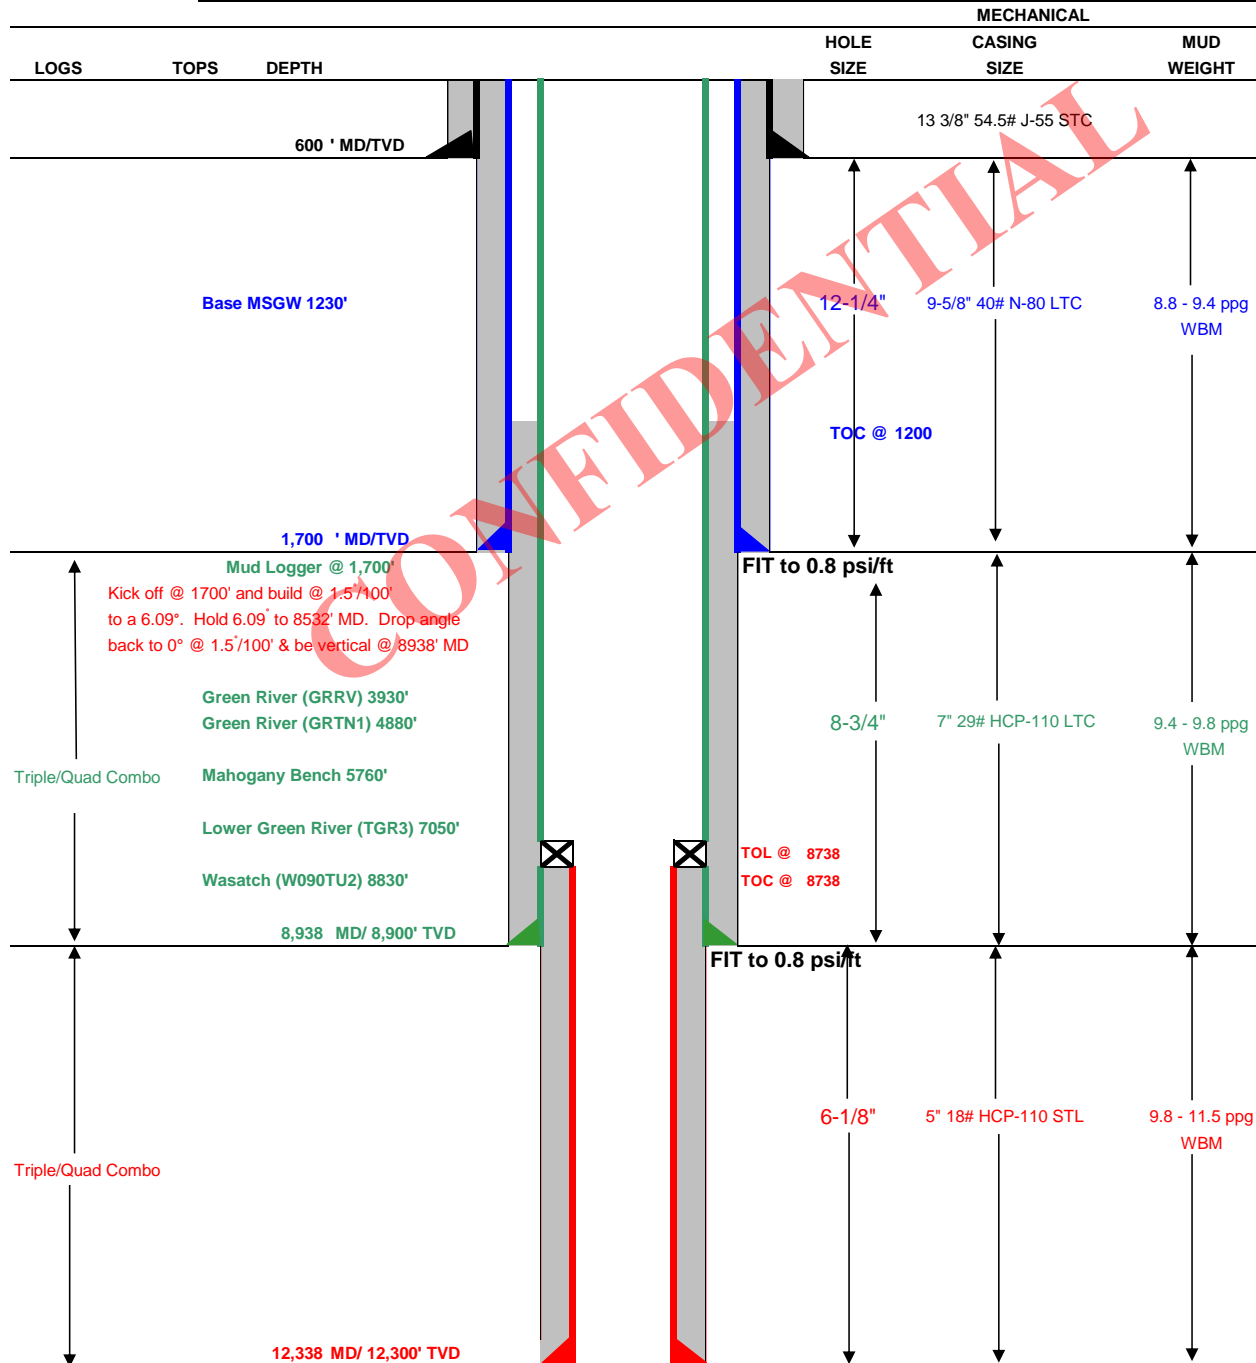 MECHANICAL
HOLE CASING MUD
LOGS TOPS DEPTH SIZE SIZE WEIGHT
13 3/8" 54.5# J-55 STC
600 ' MD/TVD
Base MSGW 1230' 12-1/4" 9-5/8" 40# N-80 LTC 8.8 - 9.4 ppg
WBM
TOC @ 1200
1,700 ' MD/TVD
Mud Logger @ 1,700' FIT to 0.8 psi/ft
Kick off @ 1700' and build @ 1.5°/100'
to a 6.09°. Hold 6.09° to 8532' MD. Drop angle
back to 0° @ 1.5°/100' & be vertical @ 8938' MD
Green River (GRRV) 3930'
Green River (GRTN1) 4880' 8-3/4" 7" 29# HCP-110 LTC 9.4 - 9.8 ppg
WBM
Triple/Quad Combo Mahogany Bench 5760'
Lower Green River (TGR3) 7050'
TOL @ 8738
Wasatch (W090TU2) 8830' TOC @ 8738
8,938 MD/ 8,900' TVD
FIT to 0.8 psi/ft
6-1/8" 5" 18# HCP-110 STL 9.8 - 11.5 ppg
WBM
Triple/Quad Combo
12,338 MD/ 12,300' TVD
CONFIDENTIAL